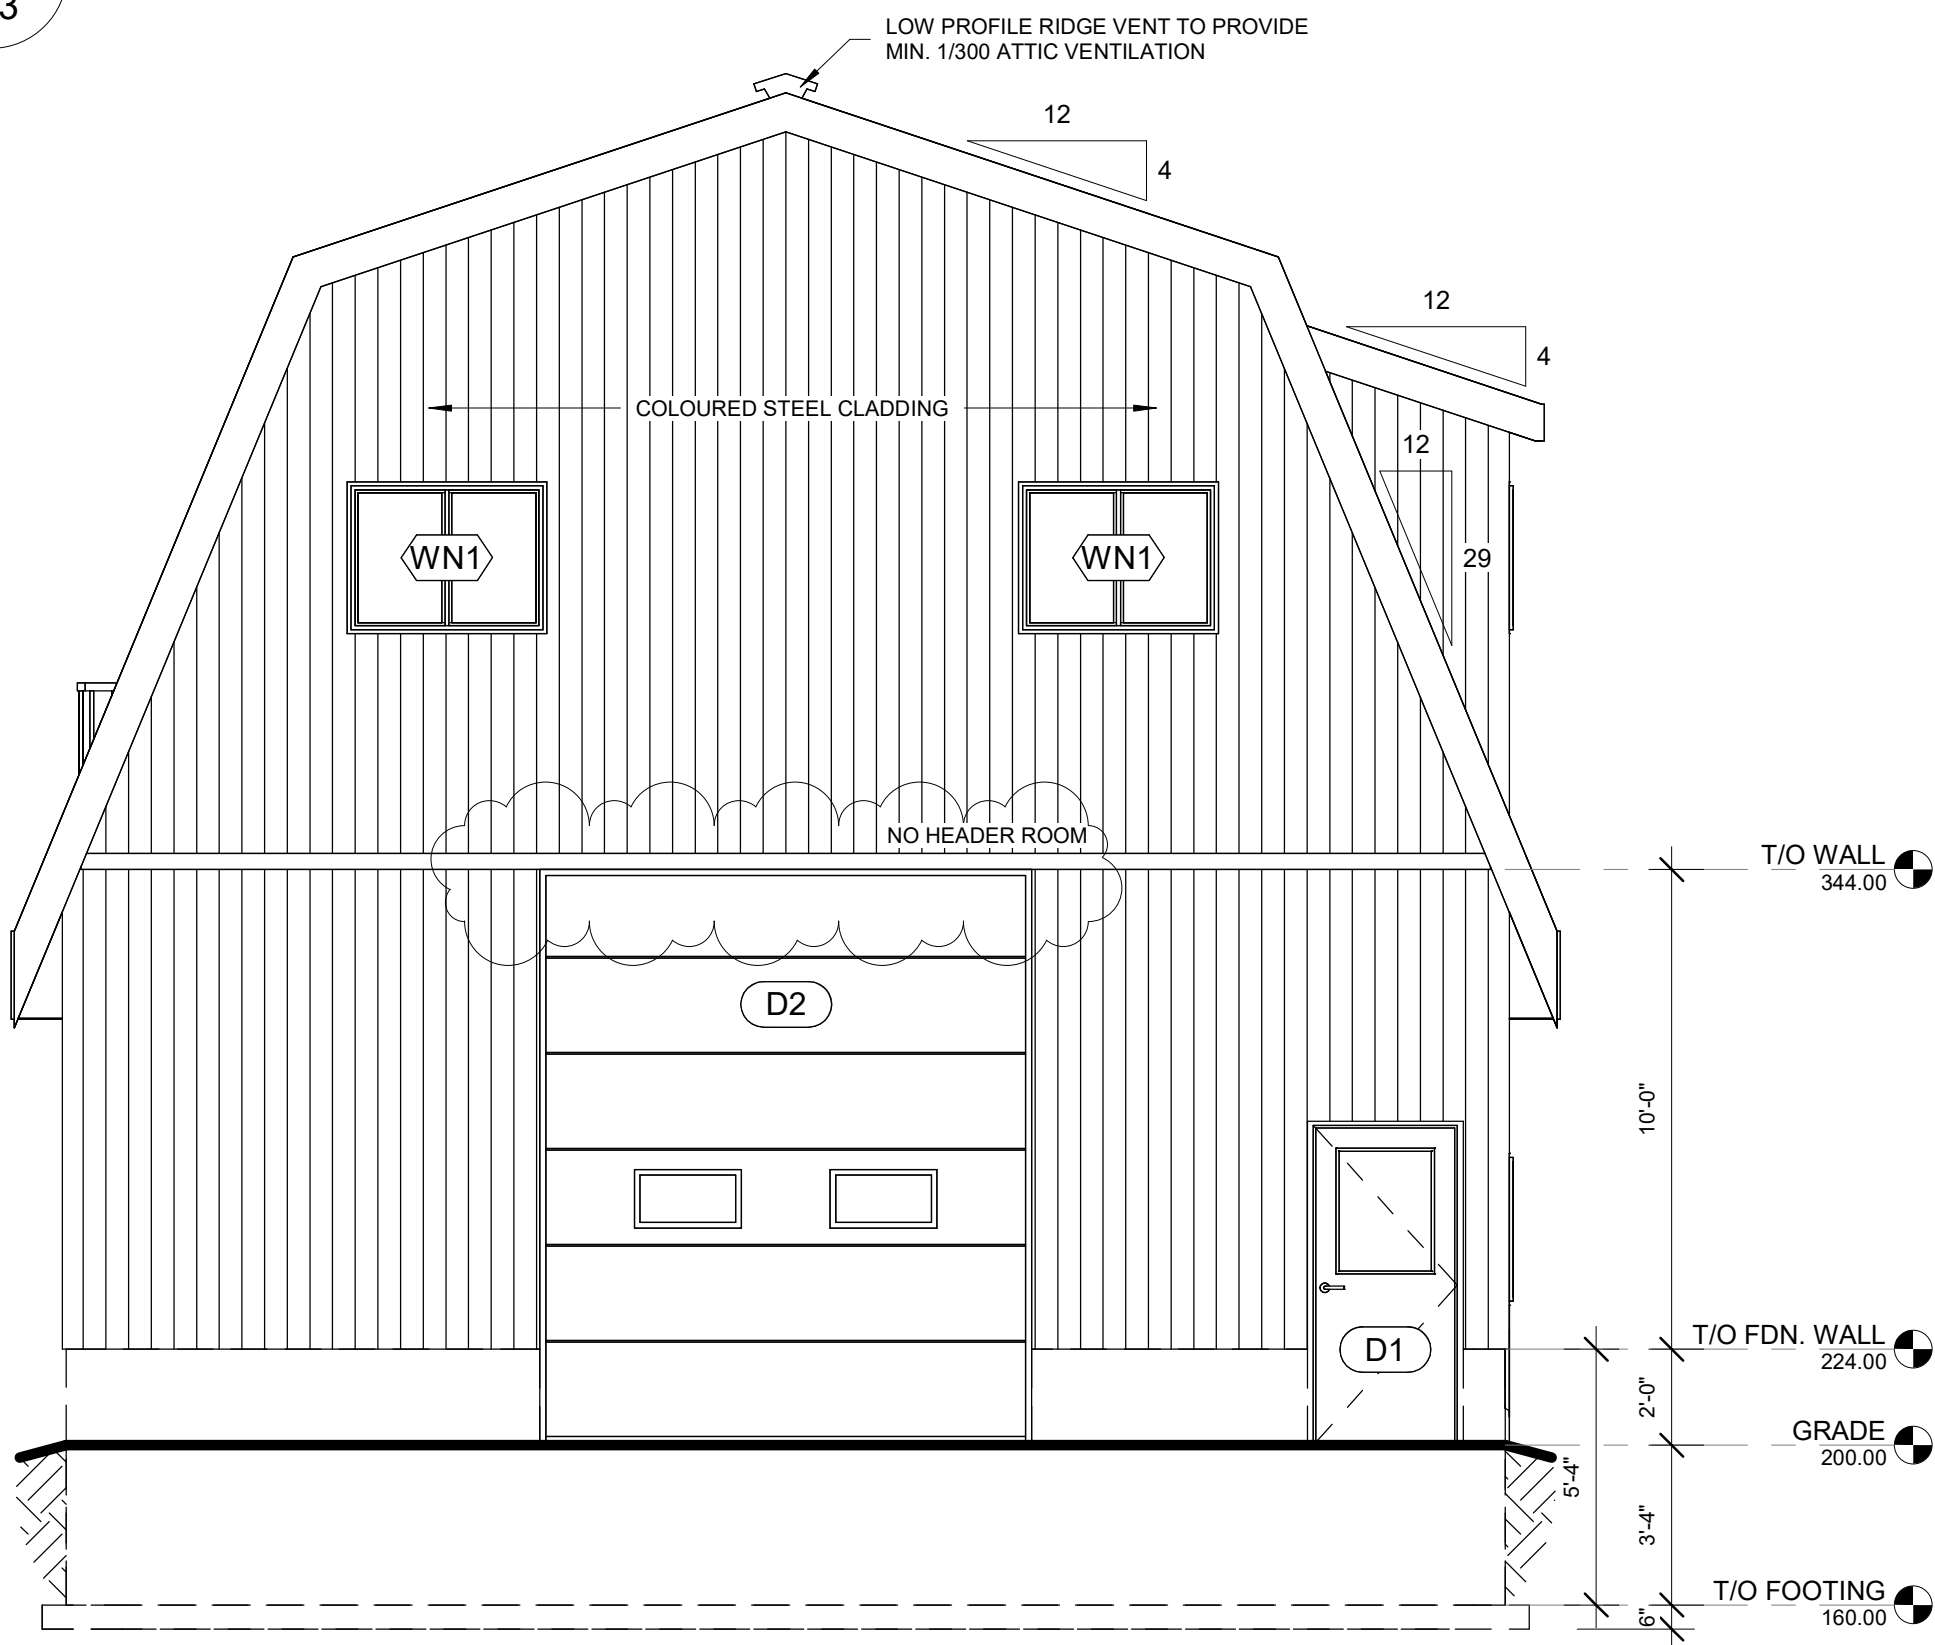 3
LOW PROFILE RIDGE VENT TO PROVIDE
MIN. 1/300 ATTIC VENTILATION
12
4
12
4
COLOURED STEEL CLADDING
12
29
WN1
WN1
NO HEADER ROOM
T/O WALL
344.00
D2
10'-0"
D1
T/O FDN. WALL
224.00
2'-0"
GRADE
200.00
5'-4"
3'-4"
T/O FOOTING
160.00
6"